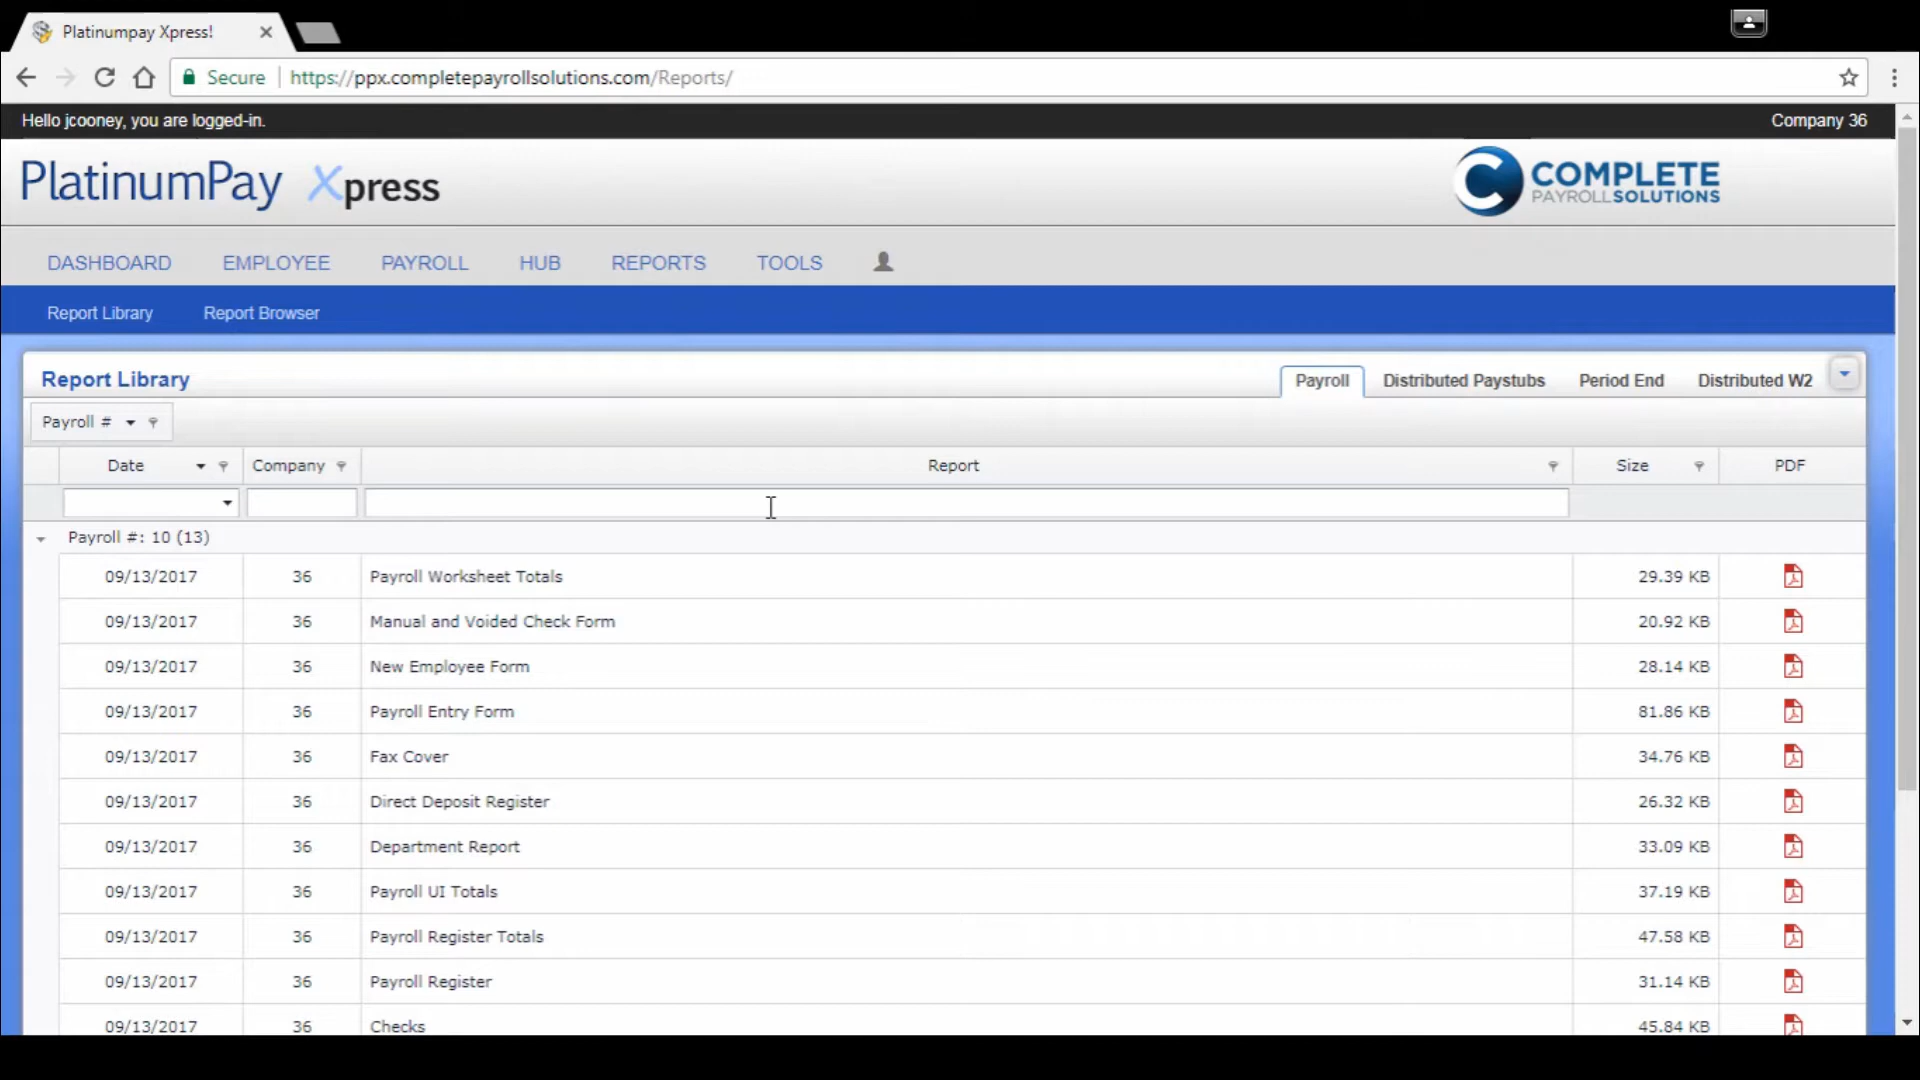 Platinumpay Xpress!
Secure https://ppx.completepayrollsolutions.com/Reports/
Hello jcooney, you are logged-in. Company 36
PlatinumPay Xpress C COMPLETE
PAYROLLSOLUTIONS
DASHBOARD EMPLOYEE PAYROLL HUB REPORTS TOOLS
Report Library Report Browser
Report Library Payroll Distributed Paystubs Period End Distributed W2
Payroll #
Date Company Report Size PDF
Payroll #: 10 (13)
09/13/2017 36 Payroll Worksheet Totals 29.39 KB
09/13/2017 36 Manual and Voided Check Form 20.92 KB
09/13/2017 36 New Employee Form 28.14 KB
09/13/2017 36 Payroll Entry Form 81.86 KB
09/13/2017 36 Fax Cover 34.76 KB
09/13/2017 36 Direct Deposit Register 26.32 KB
09/13/2017 36 Department Report 33.09 KB
09/13/2017 36 Payroll UI Totals 37.19 KB
09/13/2017 36 Payroll Register Totals 47.58 KB
09/13/2017 36 Payroll Register 31.14 KB
09/13/2017 36 Checks 45.84 KB